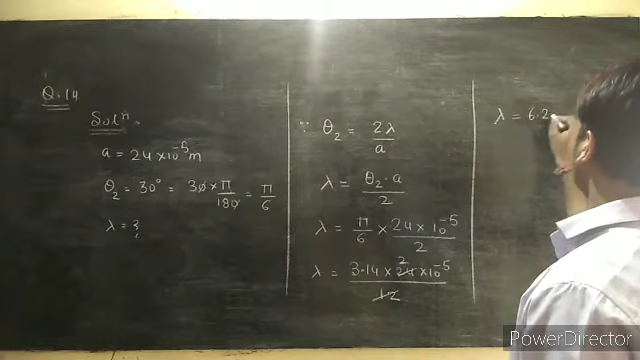 Q.14
Solⁿ:-
a = 24×10⁻⁵ m
θ₂ = 30° = 30 × π/180 = π/6
λ = ?
∵ θ₂ = 2λ/a
λ = θ₂·a/2
λ = π/6 × 24×10⁻⁵/2
λ = 3.14 × 24 2 ×10⁻⁵/12
λ = 6.2
PowerDirector